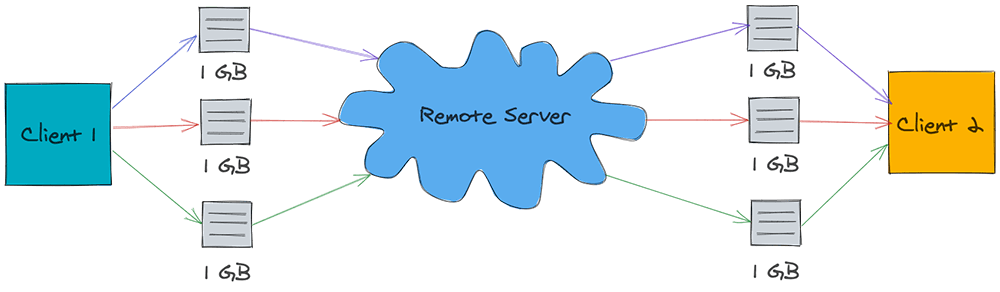 1 GB
1 GB
Client 1
1 GB
1 GB
Remote Server
1 GB
1 GB
Client 2